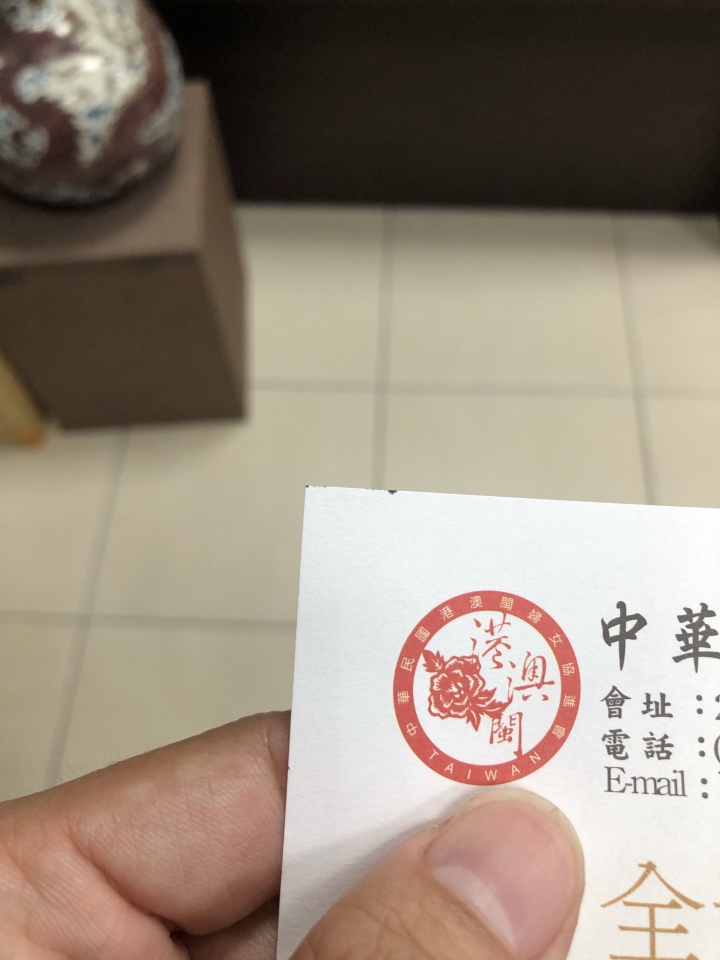 中華民國港澳閩婦女協進會
TAIWAN
港澳閩
中華
會址：
電話：(
E-mail：
全